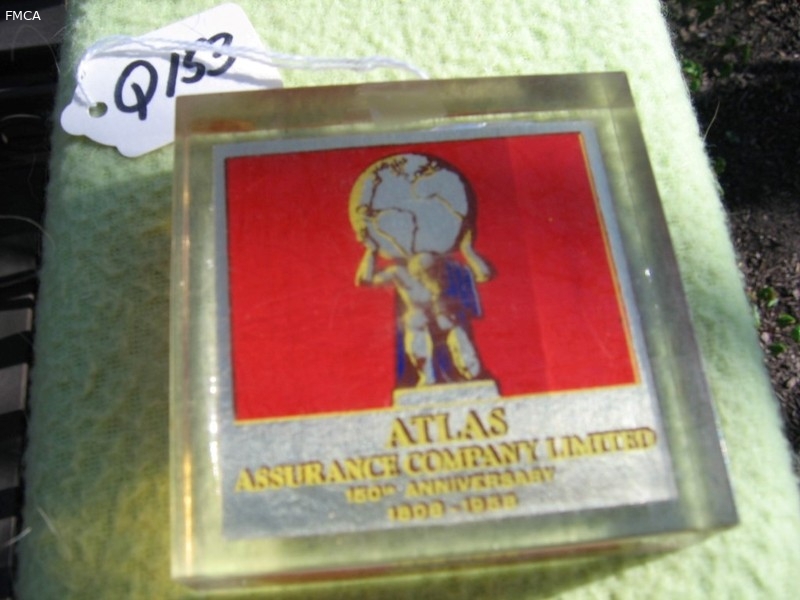 FMCA
Q153
ATLAS
ASSURANCE COMPANY LIMITED
150TH ANNIVERSARY
1808 - 1958